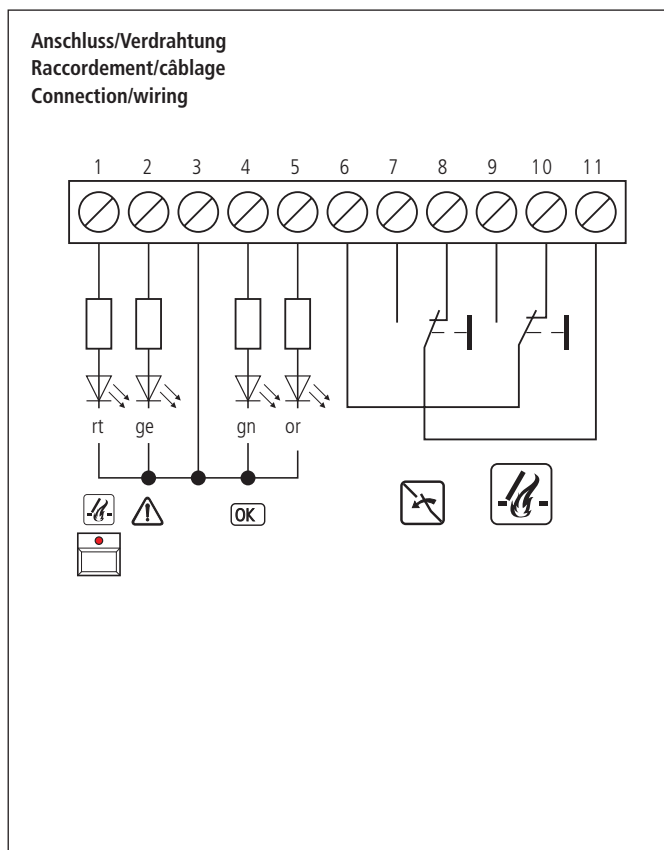 Anschluss/Verdrahtung
Raccordement/câblage
Connection/wiring
1 2 3 4 5 6 7 8 9 10 11
rt ge gn or
OK